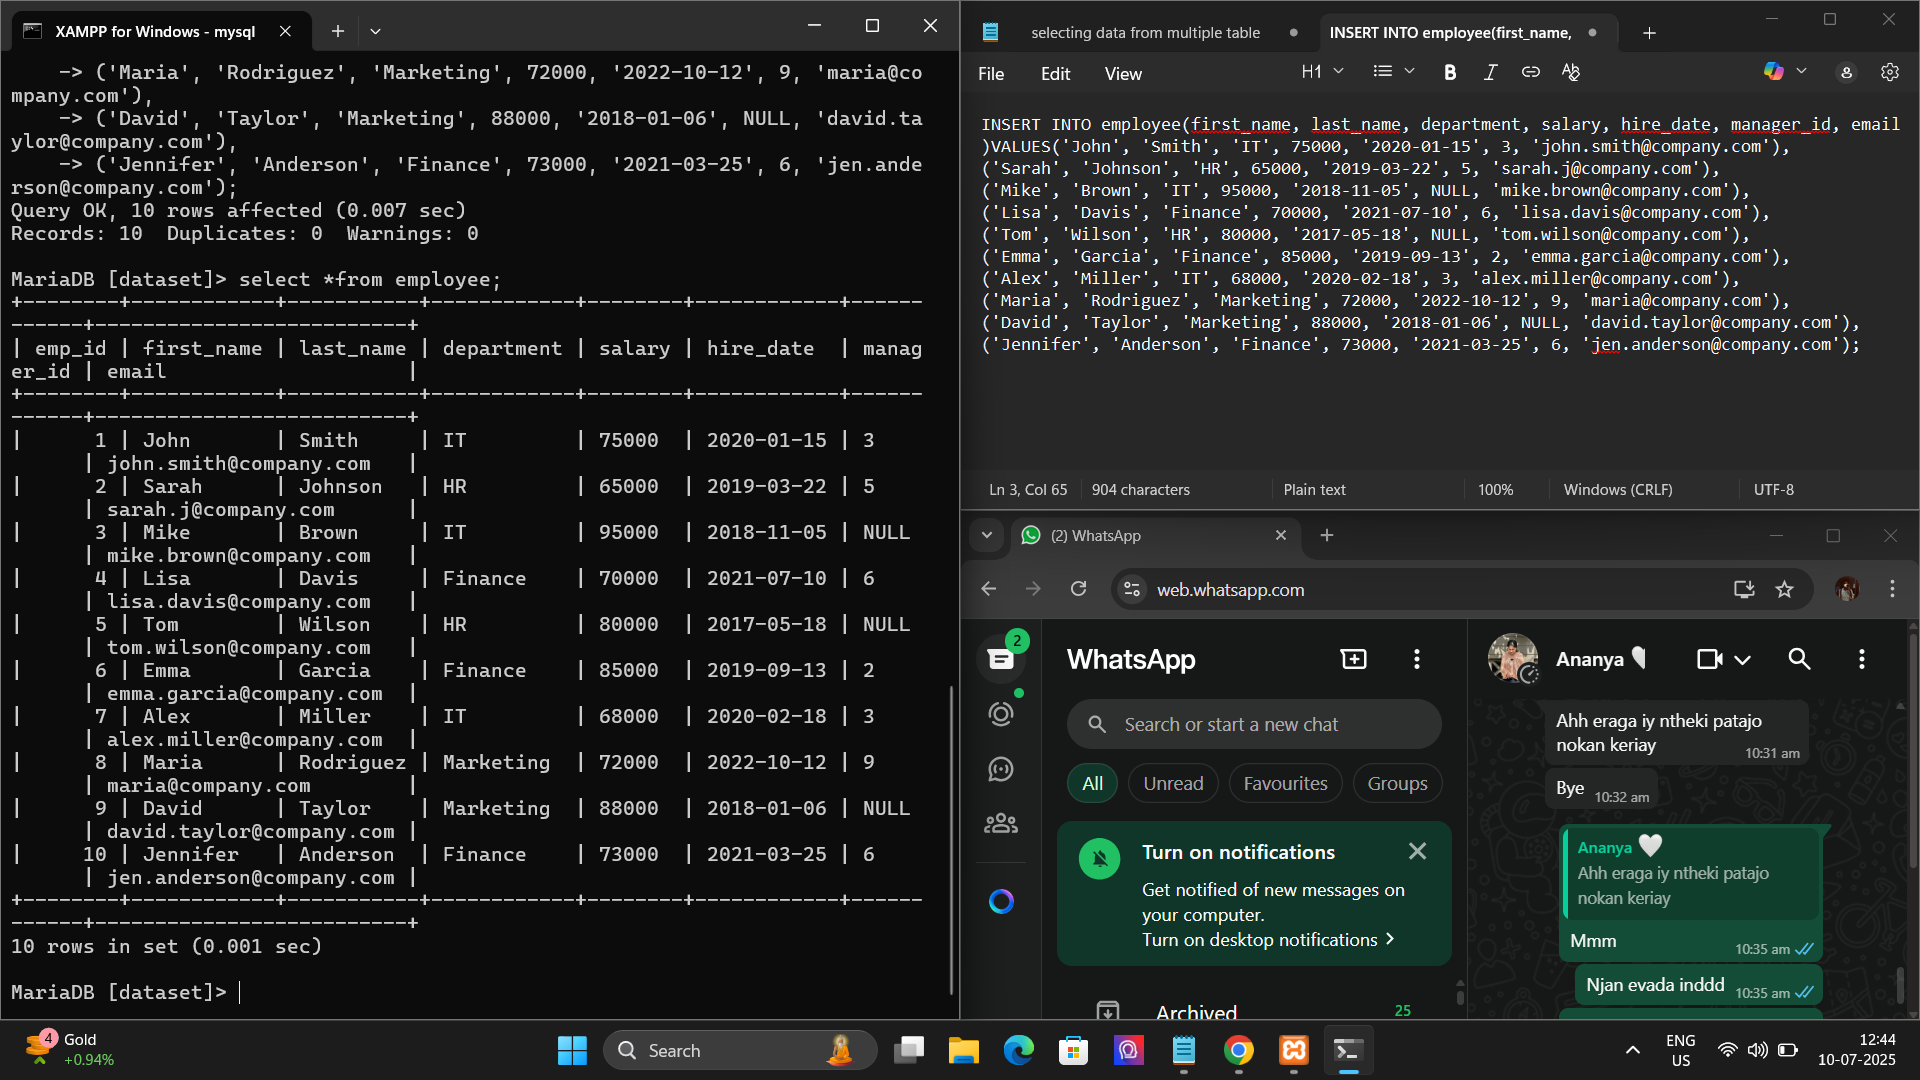 XAMPP for Windows - mysql
-> ('Maria', 'Rodriguez', 'Marketing', 72000, '2022-10-12', 9, 'maria@co
mpany.com'),
-> ('David', 'Taylor', 'Marketing', 88000, '2018-01-06', NULL, 'david.ta
ylor@company.com'),
-> ('Jennifer', 'Anderson', 'Finance', 73000, '2021-03-25', 6, 'jen.ande
rson@company.com');
Query OK, 10 rows affected (0.007 sec)
Records: 10  Duplicates: 0  Warnings: 0
MariaDB [dataset]> select *from employee;
+--------+------------+-----------+------------+--------+------------+------
------+--------------------------+
| emp_id | first_name | last_name | department | salary | hire_date  | manag
er_id | email                    |
+--------+------------+-----------+------------+--------+------------+------
------+--------------------------+
|      1 | John       | Smith     | IT         | 75000  | 2020-01-15 | 3
      | john.smith@company.com   |
|      2 | Sarah      | Johnson   | HR         | 65000  | 2019-03-22 | 5
      | sarah.j@company.com      |
|      3 | Mike       | Brown     | IT         | 95000  | 2018-11-05 | NULL
      | mike.brown@company.com   |
|      4 | Lisa       | Davis     | Finance    | 70000  | 2021-07-10 | 6
      | lisa.davis@company.com   |
|      5 | Tom        | Wilson    | HR         | 80000  | 2017-05-18 | NULL
      | tom.wilson@company.com   |
|      6 | Emma       | Garcia    | Finance    | 85000  | 2019-09-13 | 2
      | emma.garcia@company.com  |
|      7 | Alex       | Miller    | IT         | 68000  | 2020-02-18 | 3
      | alex.miller@company.com  |
|      8 | Maria      | Rodriguez | Marketing  | 72000  | 2022-10-12 | 9
      | maria@company.com        |
|      9 | David      | Taylor    | Marketing  | 88000  | 2018-01-06 | NULL
      | david.taylor@company.com |
|     10 | Jennifer   | Anderson  | Finance    | 73000  | 2021-03-25 | 6
      | jen.anderson@company.com |
+--------+------------+-----------+------------+--------+------------+------
------+--------------------------+
10 rows in set (0.001 sec)
MariaDB [dataset]>
selecting data from multiple table
INSERT INTO employee(first_name,
File Edit View H1 B I
INSERT INTO employee(first_name, last_name, department, salary, hire_date, manager_id, email
)VALUES('John', 'Smith', 'IT', 75000, '2020-01-15', 3, 'john.smith@company.com'),
('Sarah', 'Johnson', 'HR', 65000, '2019-03-22', 5, 'sarah.j@company.com'),
('Mike', 'Brown', 'IT', 95000, '2018-11-05', NULL, 'mike.brown@company.com'),
('Lisa', 'Davis', 'Finance', 70000, '2021-07-10', 6, 'lisa.davis@company.com'),
('Tom', 'Wilson', 'HR', 80000, '2017-05-18', NULL, 'tom.wilson@company.com'),
('Emma', 'Garcia', 'Finance', 85000, '2019-09-13', 2, 'emma.garcia@company.com'),
('Alex', 'Miller', 'IT', 68000, '2020-02-18', 3, 'alex.miller@company.com'),
('Maria', 'Rodriguez', 'Marketing', 72000, '2022-10-12', 9, 'maria@company.com'),
('David', 'Taylor', 'Marketing', 88000, '2018-01-06', NULL, 'david.taylor@company.com'),
('Jennifer', 'Anderson', 'Finance', 73000, '2021-03-25', 6, 'jen.anderson@company.com');
Ln 3, Col 65 904 characters Plain text 100% Windows (CRLF) UTF-8
(2) WhatsApp
web.whatsapp.com
2
WhatsApp
Search or start a new chat
All Unread Favourites Groups
Turn on notifications
Get notified of new messages on
your computer.
Turn on desktop notifications
Archived 25
Ananya
Ahh eraga iy ntheki patajo
nokan keriay
10:31 am
Bye 10:32 am
Ananya
Ahh eraga iy ntheki patajo
nokan keriay
Mmm 10:35 am
Njan evada inddd 10:35 am
4
Gold
+0.94%
Search
ENG
US
12:44
10-07-2025